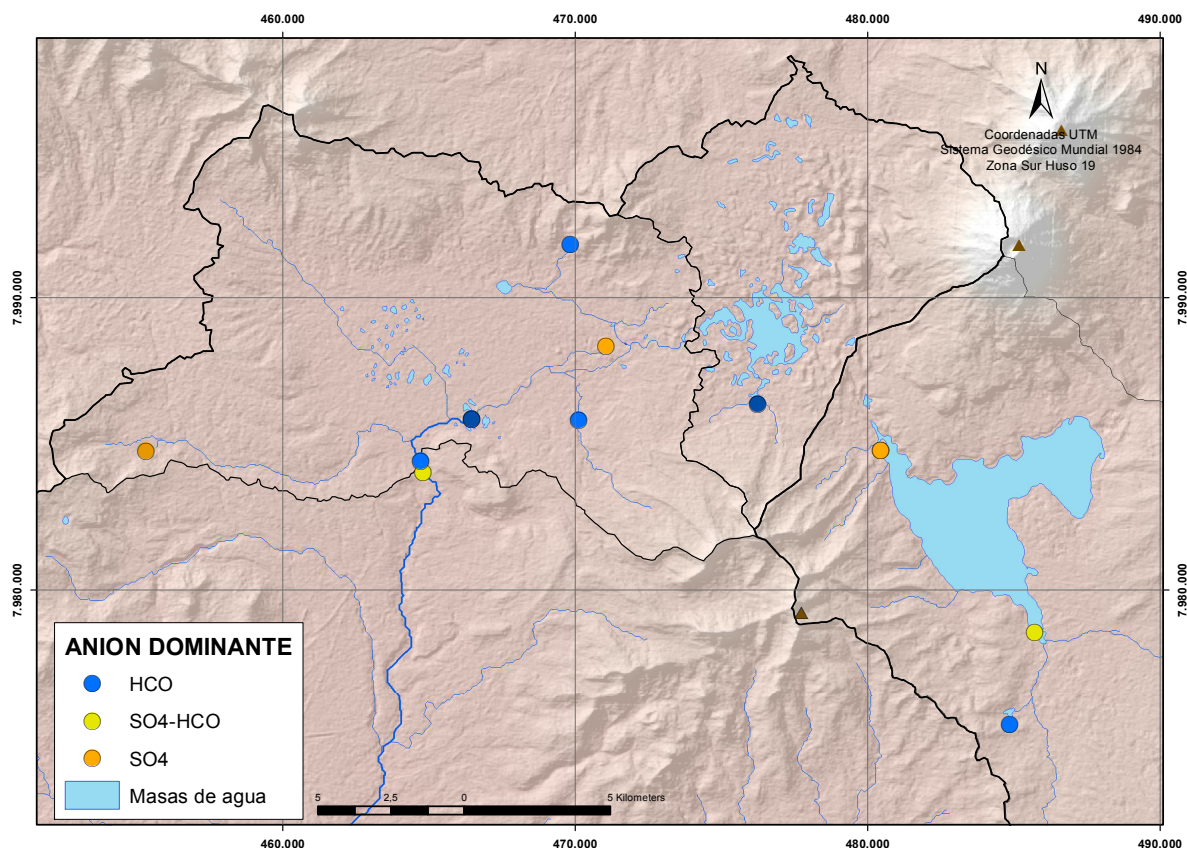 460.000
470.000
480.000
490.000
N
Coordenadas UTM
Sistema Geodésico Mundial 1984
Zona Sur Huso 19
7.990.000
7.990.000
7.980.000
7.980.000
ANION DOMINANTE
HCO
SO4-HCO
SO4
Masas de agua
5
2,5
0
5 Kilometers
460.000
470.000
480.000
490.000